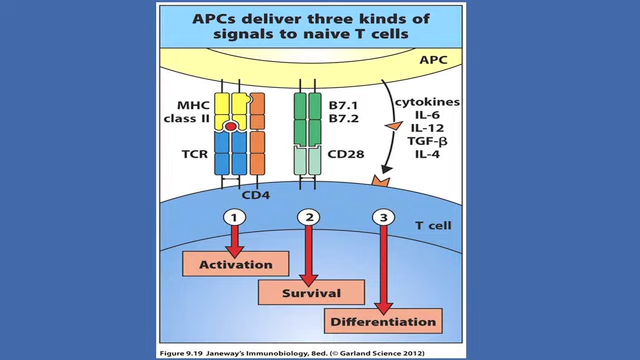 APCs deliver three kinds of
signals to naive T cells
APC
MHC
class II
B7.1
B7.2
cytokines
IL-6
IL-12
TGF-β
IL-4
TCR
CD28
CD4
1
2
3
T cell
Activation
Survival
Differentiation
Figure 9.19 Janeway's Immunobiology, 8ed. (© Garland Science 2012)